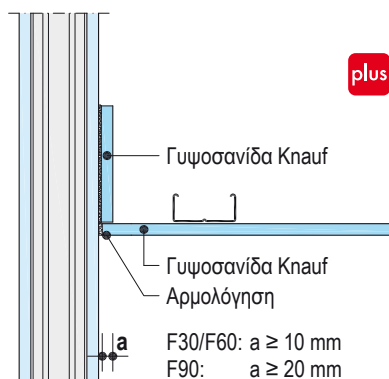 plus
Γυψοσανίδα Knauf
Γυψοσανίδα Knauf
Αρμολόγηση
a
F30/F60: a ≥ 10 mm
F90: a ≥ 20 mm